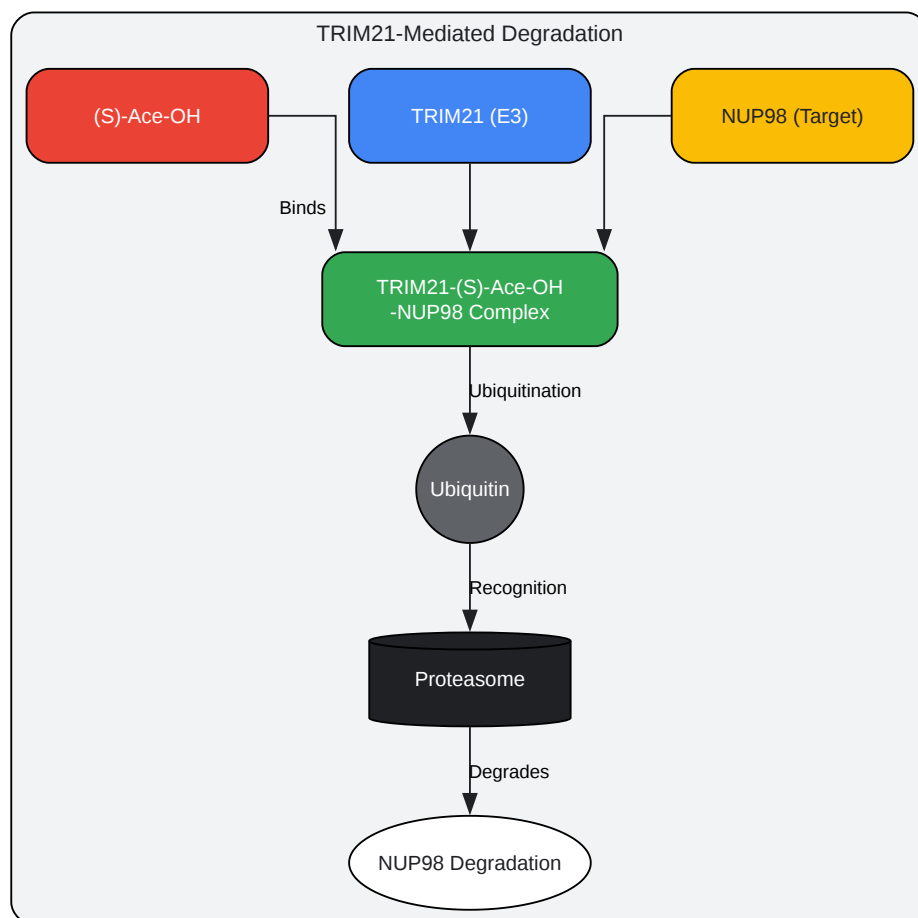 TRIM21-Mediated Degradation
(S)-Ace-OH
TRIM21 (E3)
NUP98 (Target)
Binds
TRIM21-(S)-Ace-OH
-NUP98 Complex
Ubiquitination
Ubiquitin
Recognition
Proteasome
Degrades
NUP98 Degradation